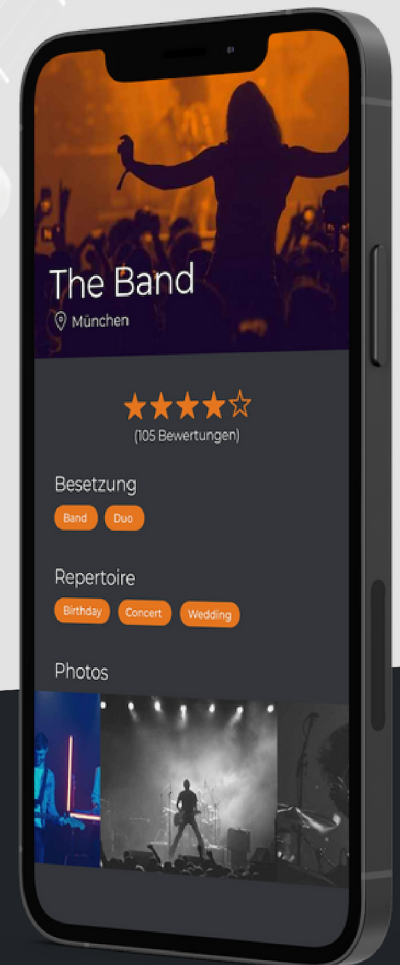 The Band
München
(105 Bewertungen)
Besetzung
Band Duo
Repertoire
Birthday Concert Wedding
Photos